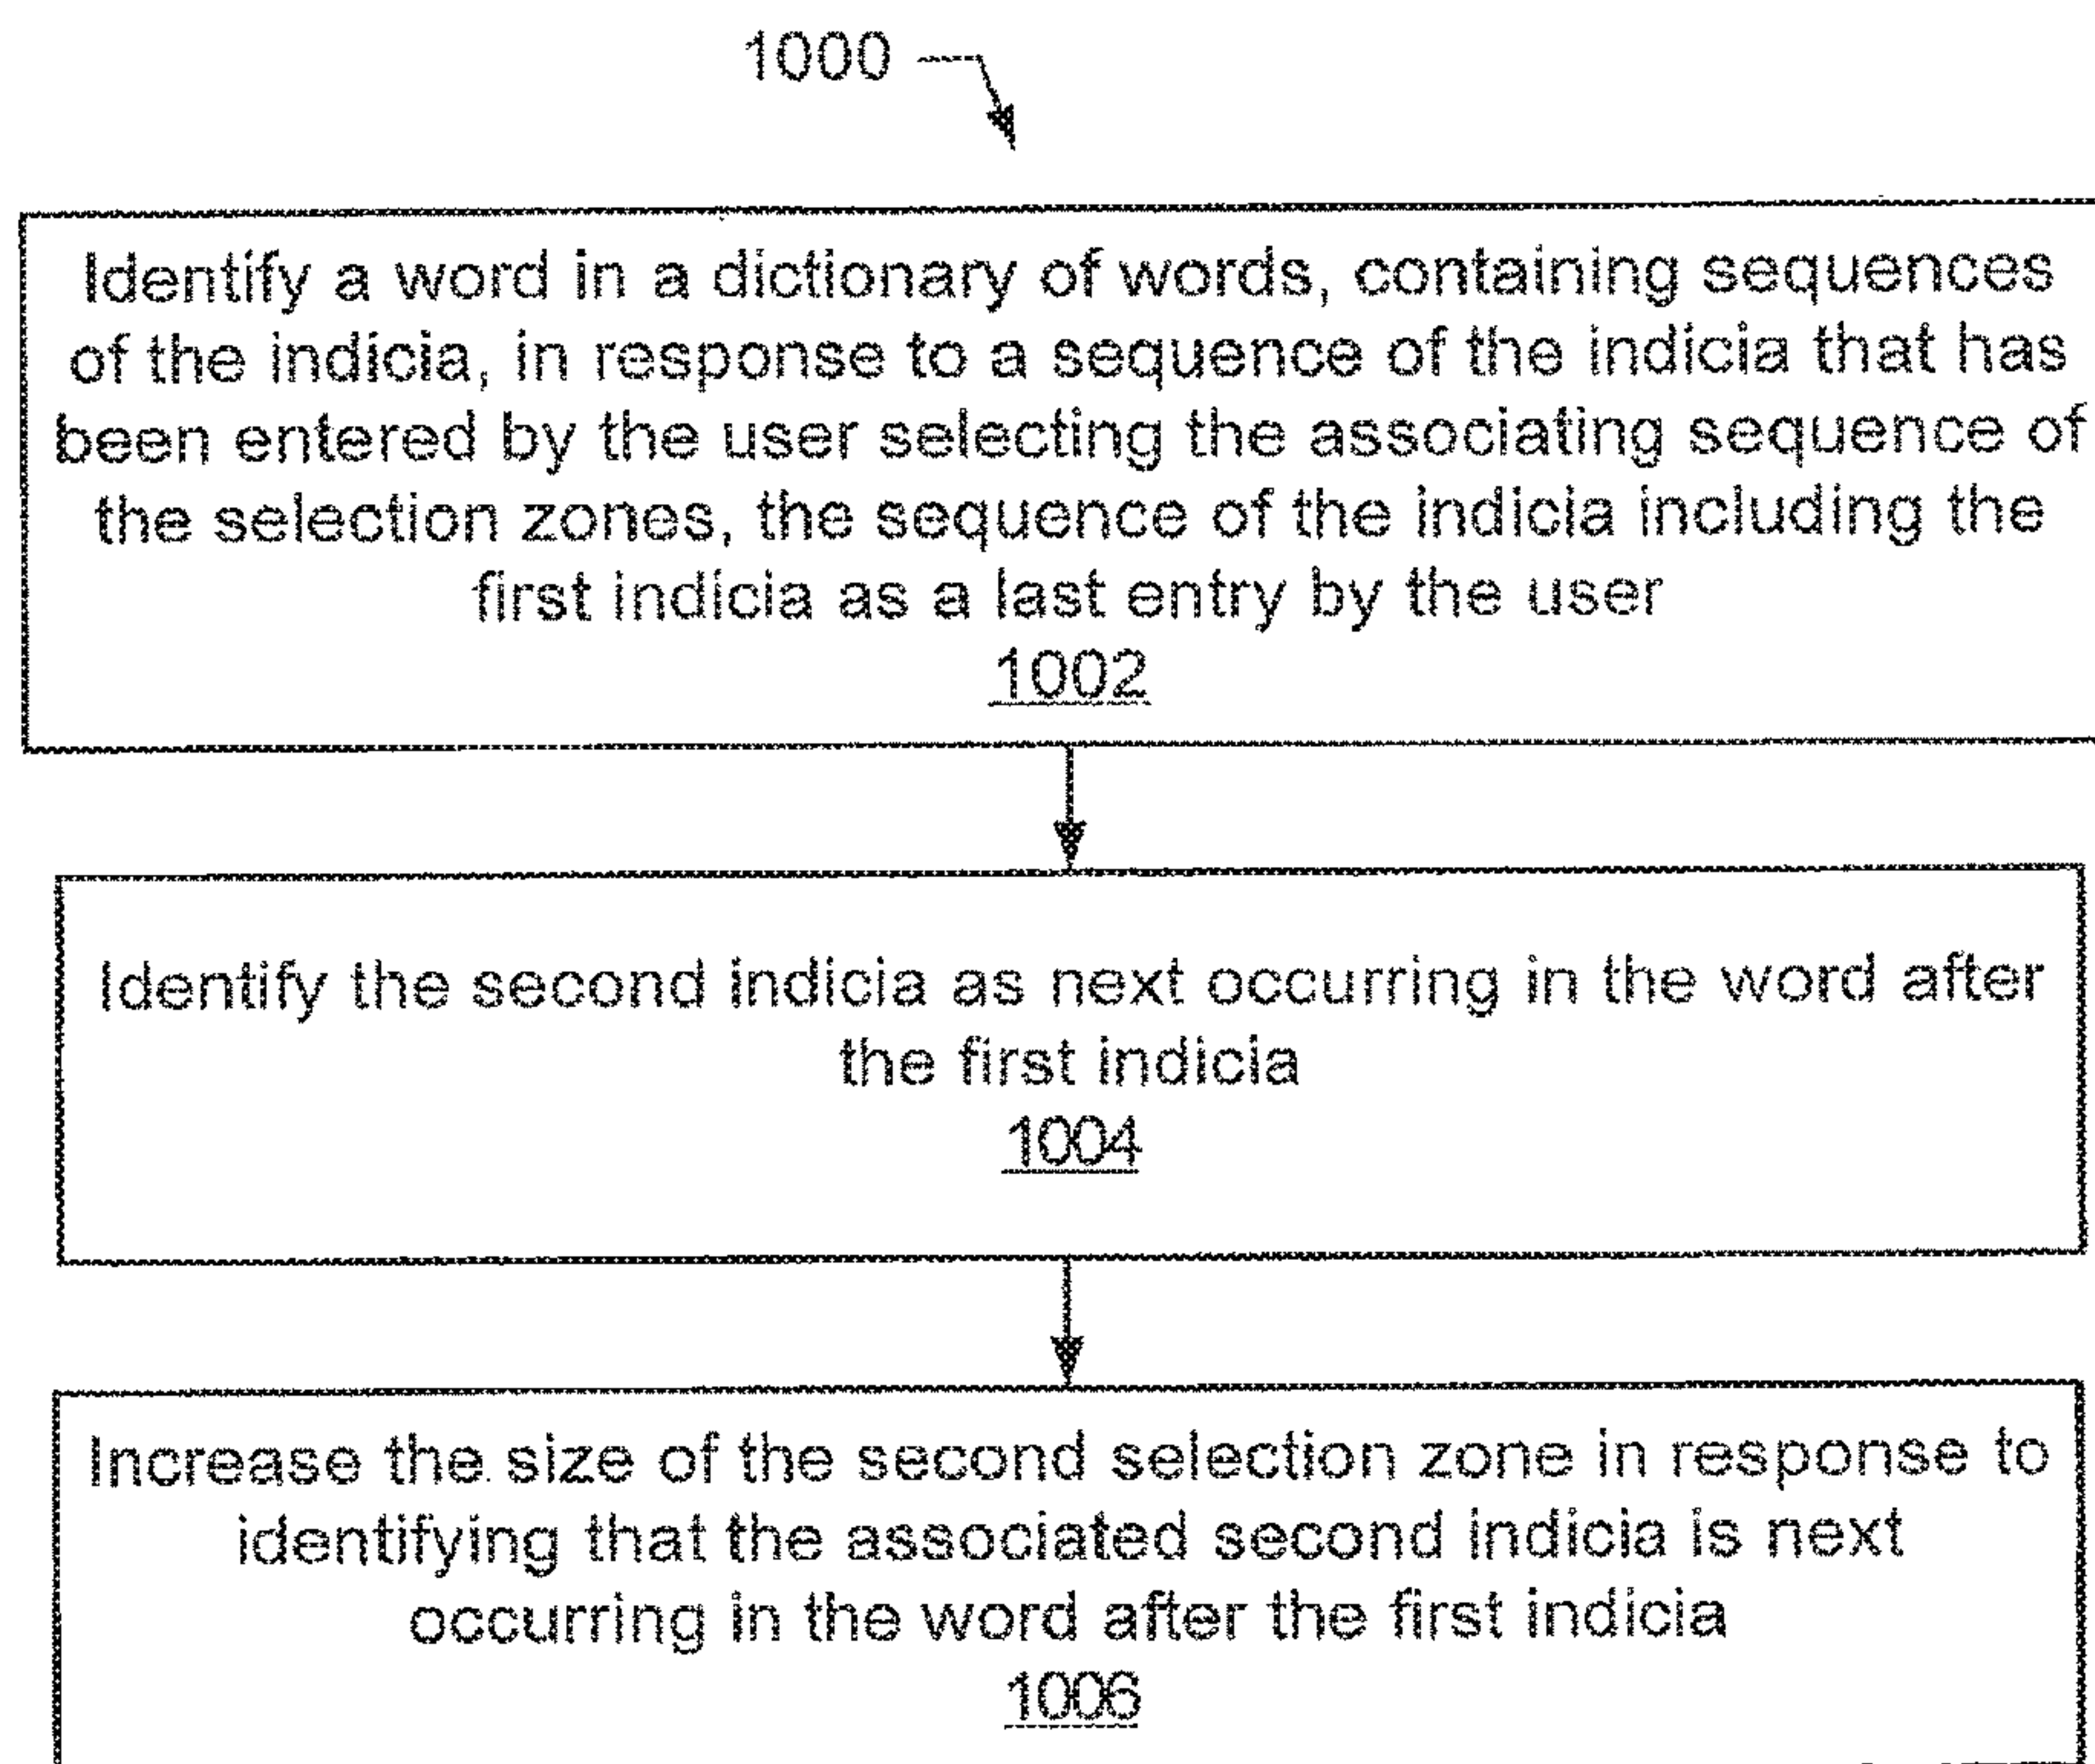 1000
Identify a word in a dictionary of words, containing sequences
of the indicia, in response to a sequence of the indicia that has
been entered by the user selecting the associating sequence of
the selection zones, the sequence of the indicia including the
first indicia as a last entry by the user
1002
Identify the second indicia as next occurring in the word after
the first indicia
1004
Increase the size of the second selection zone in response to
identifying that the associated second indicia is next
occurring in the word after the first indicia
1006